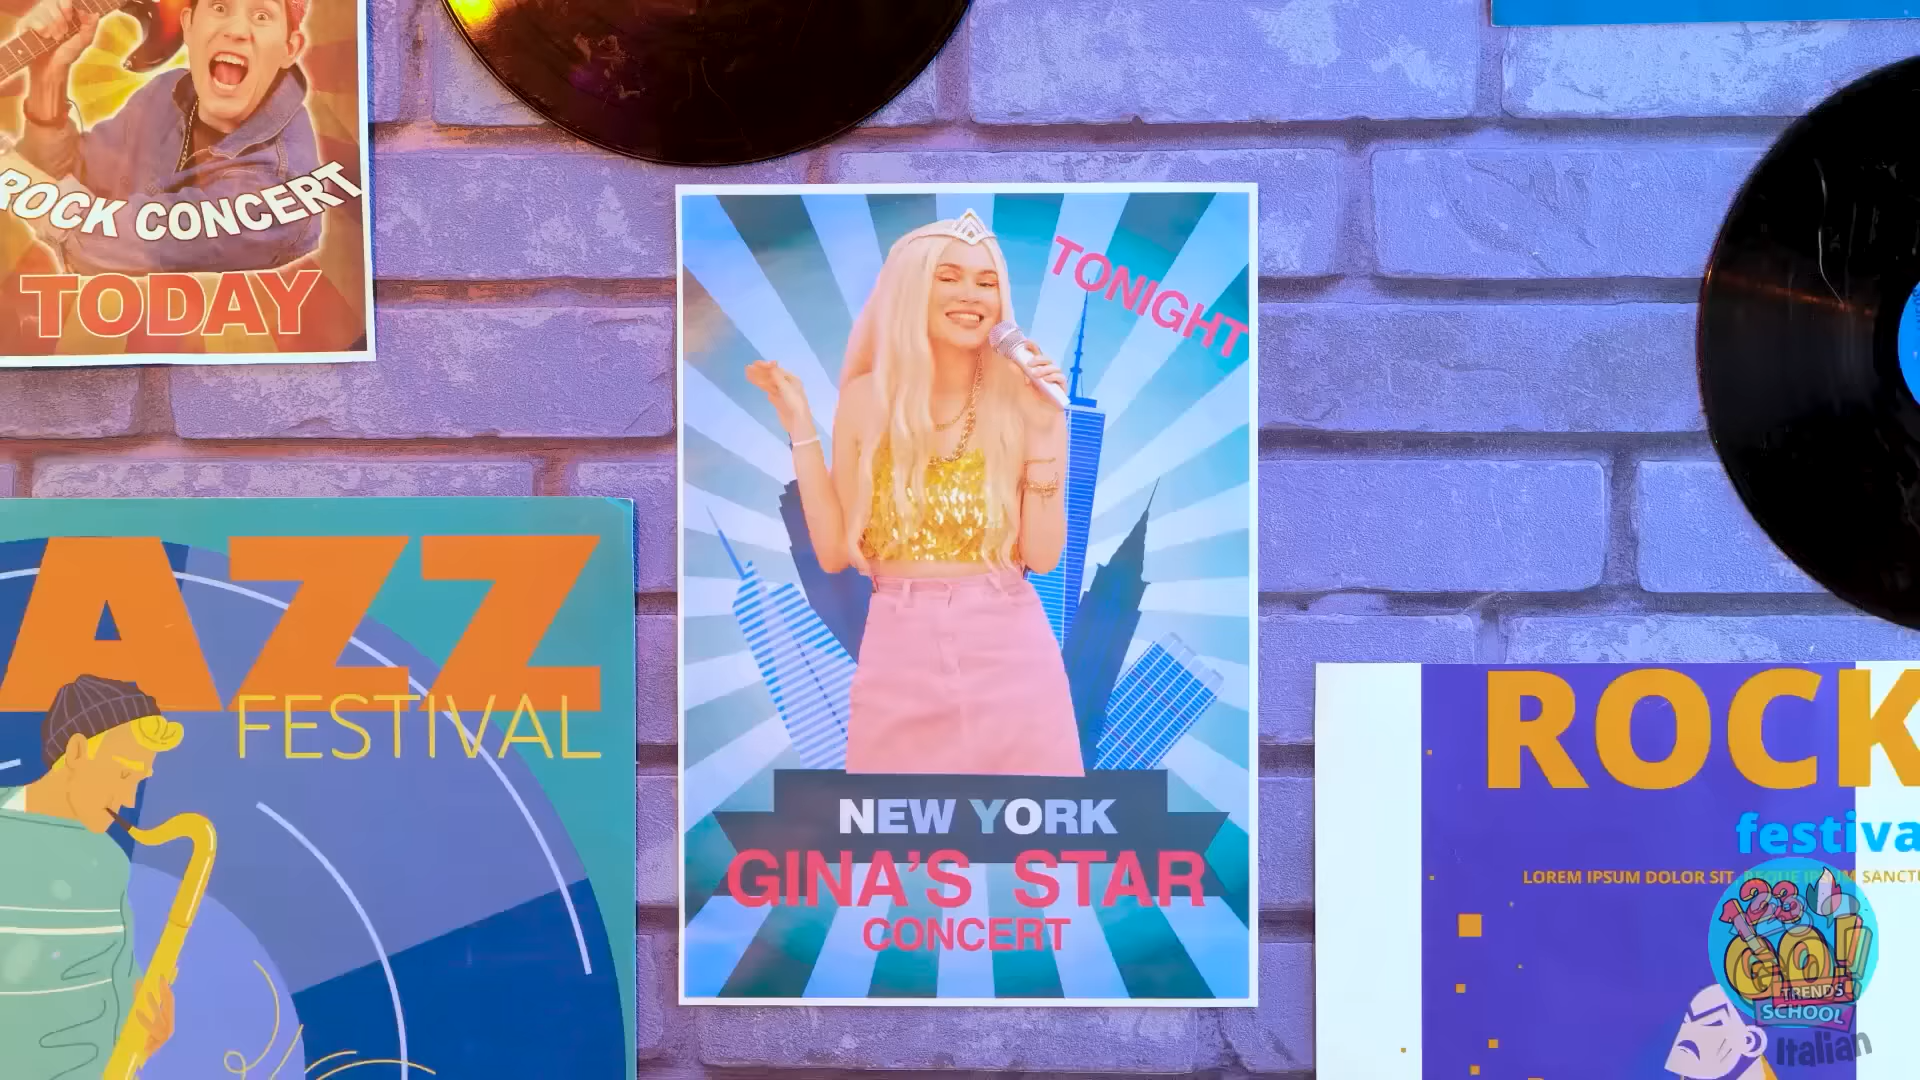 ROCK CONCERT
TODAY
TONIGHT
AZZ
FESTIVAL
NEW YORK
GINA'S STAR
CONCERT
ROCK
festiva
LOREM IPSUM DOLOR SIT
SANCTU
123
GO!
TRENDS
SCHOOL
Italian